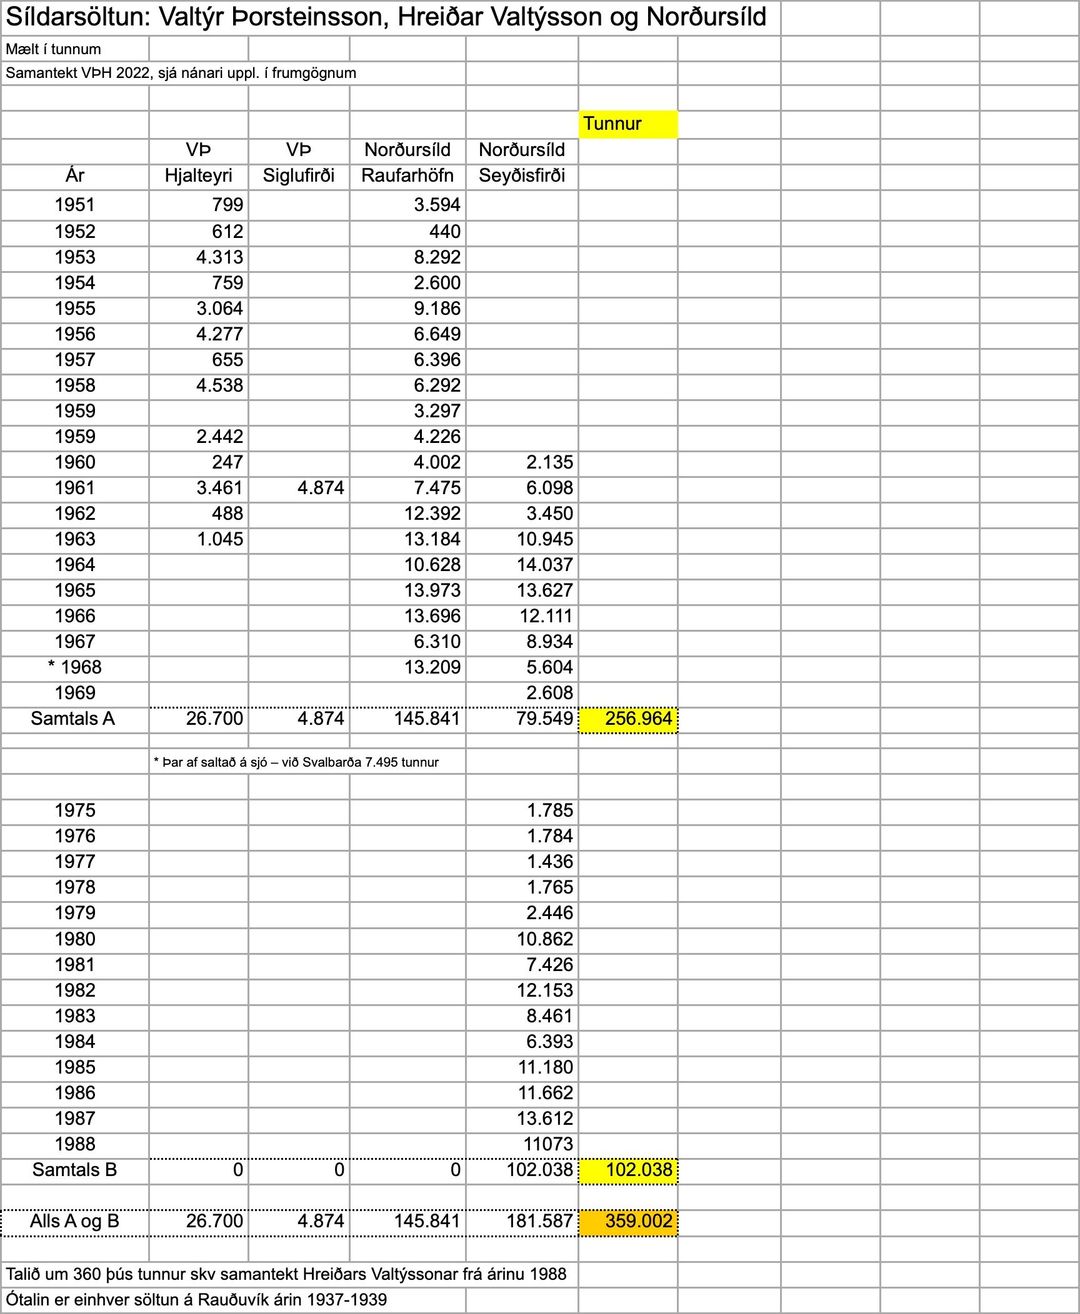 Síldarsöltun: Valtýr Þorsteinsson, Hreiðar Valtýsson og Norðursíld
Mælt í tunnum
Samantekt VÞH 2022, sjá nánari uppl. í frumgögnum
Tunnur
VÞ VÞ Norðursíld Norðursíld
Ár Hjalteyri Siglufirði Raufarhöfn Seyðisfirði
1951 799 3.594
1952 612 440
1953 4.313 8.292
1954 759 2.600
1955 3.064 9.186
1956 4.277 6.649
1957 655 6.396
1958 4.538 6.292
1959 3.297
1959 2.442 4.226
1960 247 4.002 2.135
1961 3.461 4.874 7.475 6.098
1962 488 12.392 3.450
1963 1.045 13.184 10.945
1964 10.628 14.037
1965 13.973 13.627
1966 13.696 12.111
1967 6.310 8.934
* 1968 13.209 5.604
1969 2.608
Samtals A 26.700 4.874 145.841 79.549 256.964
* Þar af saltað á sjó – við Svalbarða 7.495 tunnur
1975 1.785
1976 1.784
1977 1.436
1978 1.765
1979 2.446
1980 10.862
1981 7.426
1982 12.153
1983 8.461
1984 6.393
1985 11.180
1986 11.662
1987 13.612
1988 11073
Samtals B 0 0 0 102.038 102.038
Alls A og B 26.700 4.874 145.841 181.587 359.002
Talið um 360 þús tunnur skv samantekt Hreiðars Valtýssonar frá árinu 1988
Ótalin er einhver söltun á Rauðuvík árin 1937-1939